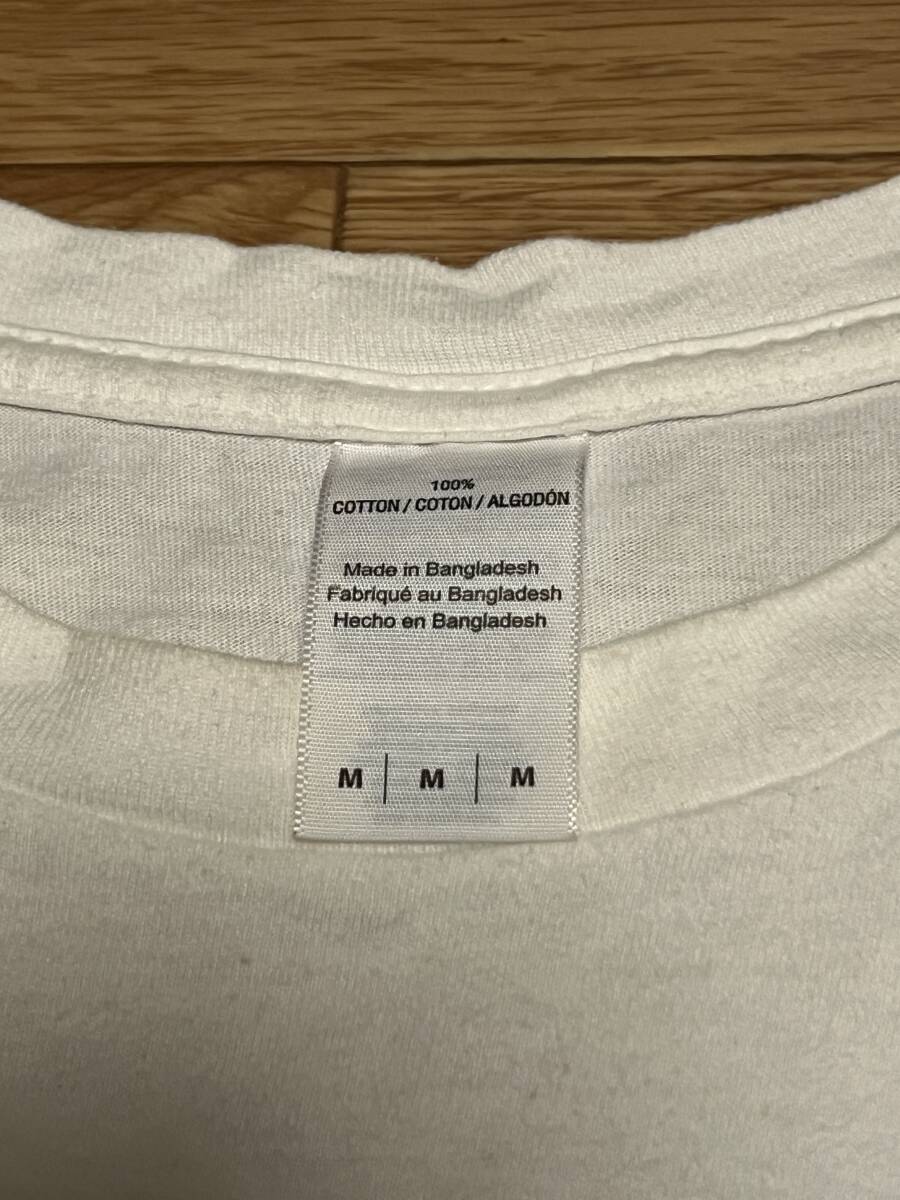 100%
COTTON / COTON / ALGODÓN
Made in Bangladesh
Fabriqué au Bangladesh
Hecho en Bangladesh
M | M | M